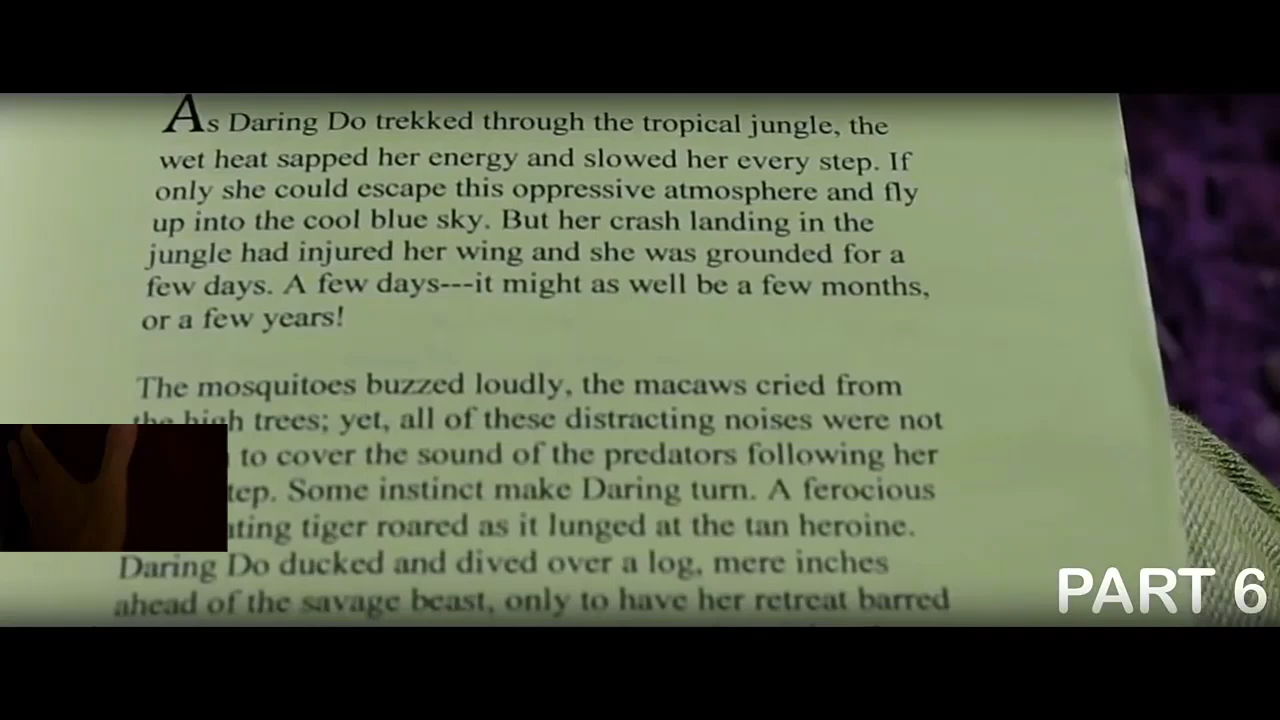 As Daring Do trekked through the tropical jungle, the
wet heat sapped her energy and slowed her every step. If
only she could escape this oppressive atmosphere and fly
up into the cool blue sky. But her crash landing in the
jungle had injured her wing and she was grounded for a
few days. A few days---it might as well be a few months,
or a few years!
The mosquitoes buzzed loudly, the macaws cried from
the high trees; yet, all of these distracting noises were not
to cover the sound of the predators following her
Some instinct make Daring turn. A ferocious
tiger roared as it lunged at the tan heroine.
Daring Do ducked and dived over a log, mere inches
ahead of the savage beast, only to have her retreat barred
PART 6